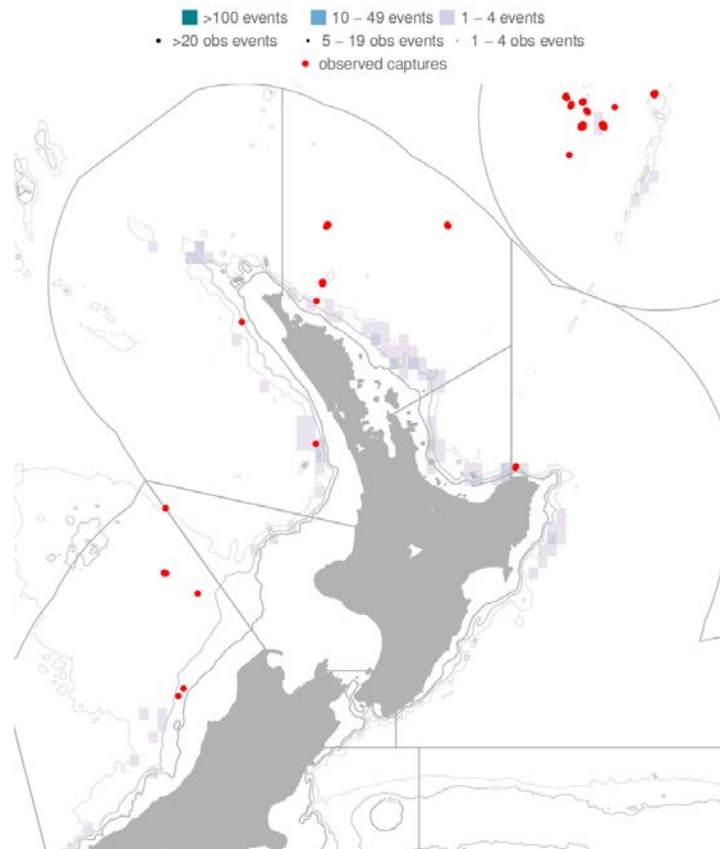 >100 events 10 – 49 events 1 – 4 events
>20 obs events 5 – 19 obs events 1 – 4 obs events
observed captures